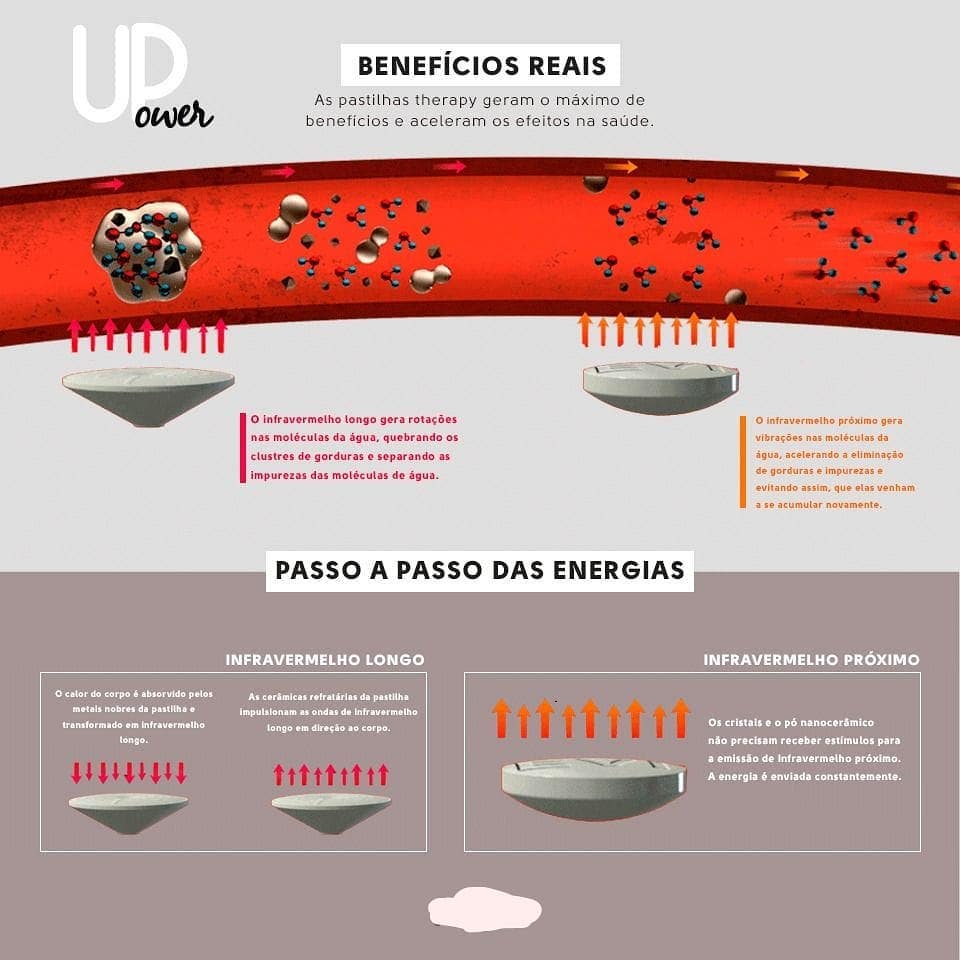 UP
ower
BENEFÍCIOS REAIS
As pastilhas therapy geram o máximo de
benefícios e aceleram os efeitos na saúde.
O infravermelho longo gera rotações
nas moléculas da água, quebrando os
clustres de gorduras e separando as
impurezas das moléculas de água.
O infravermelho próximo gera
vibrações nas moléculas da
água, acelerando a eliminação
de gorduras e impurezas e
evitando assim, que elas venham
a se acumular novamente.
PASSO A PASSO DAS ENERGIAS
INFRAVERMELHO LONGO
O calor do corpo é absorvido pelos
metais nobres da pastilha e
transformado em infravermelho
longo.
As cerâmicas refratárias da pastilha
impulsionam as ondas de infravermelho
longo em direção ao corpo.
INFRAVERMELHO PRÓXIMO
Os cristais e o pó nanocerâmico
não precisam receber estímulos para
a emissão de Infravermelho próximo.
A energia é enviada constantemente.